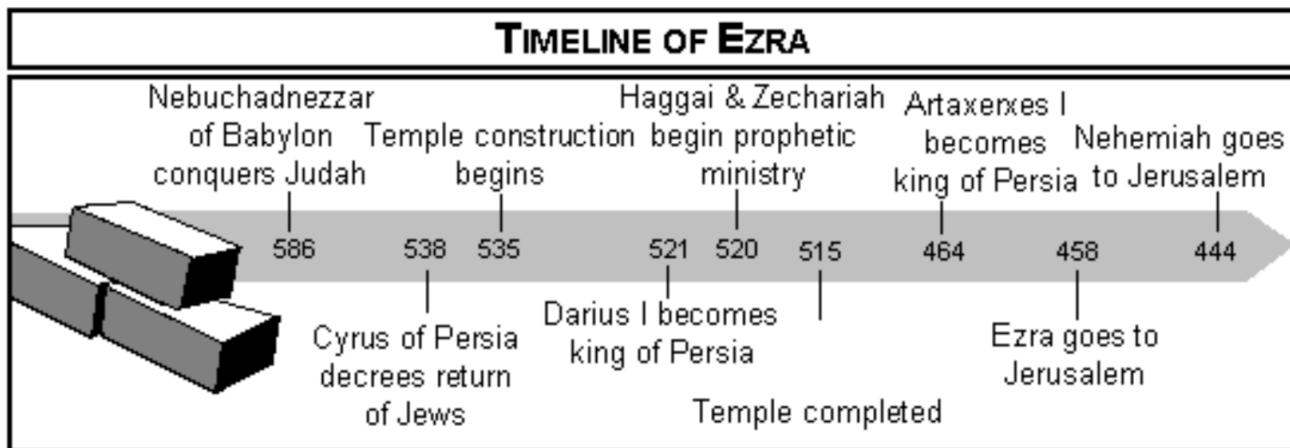 TIMELINE OF EZRA
Nebuchadnezzar
of Babylon
conquers Judah
Temple construction
begins
Haggai & Zechariah
begin prophetic
ministry
Artaxerxes I
becomes
king of Persia
Nehemiah goes
to Jerusalem
586 538 535 521 520 515 464 458 444
Cyrus of Persia
decrees return
of Jews
Darius I becomes
king of Persia
Temple completed
Ezra goes to
Jerusalem